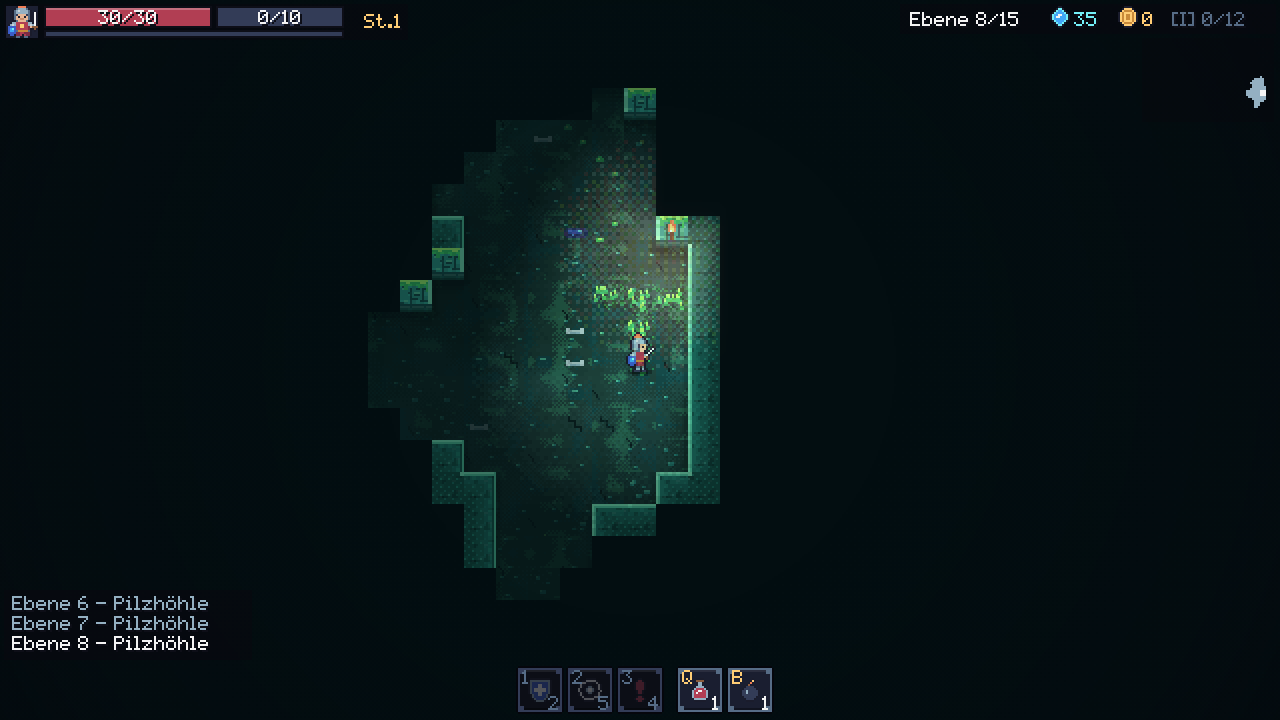 30/30 0/10 St.1 Ebene 8/15 35 0 [I] 0/12
Ebene 6 - Pilzhöhle
Ebene 7 - Pilzhöhle
Ebene 8 - Pilzhöhle
1 2 2 5 3 4 Q 1 B 1